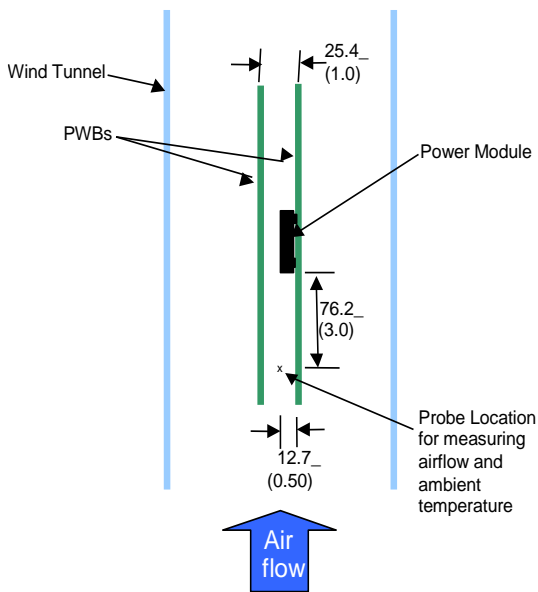 25.4_
(1.0)
Wind Tunnel
PWBs
Power Module
76.2_
(3.0)
x
Probe Location
for measuring
airflow and
ambient
temperature
12.7_
(0.50)
Air
flow